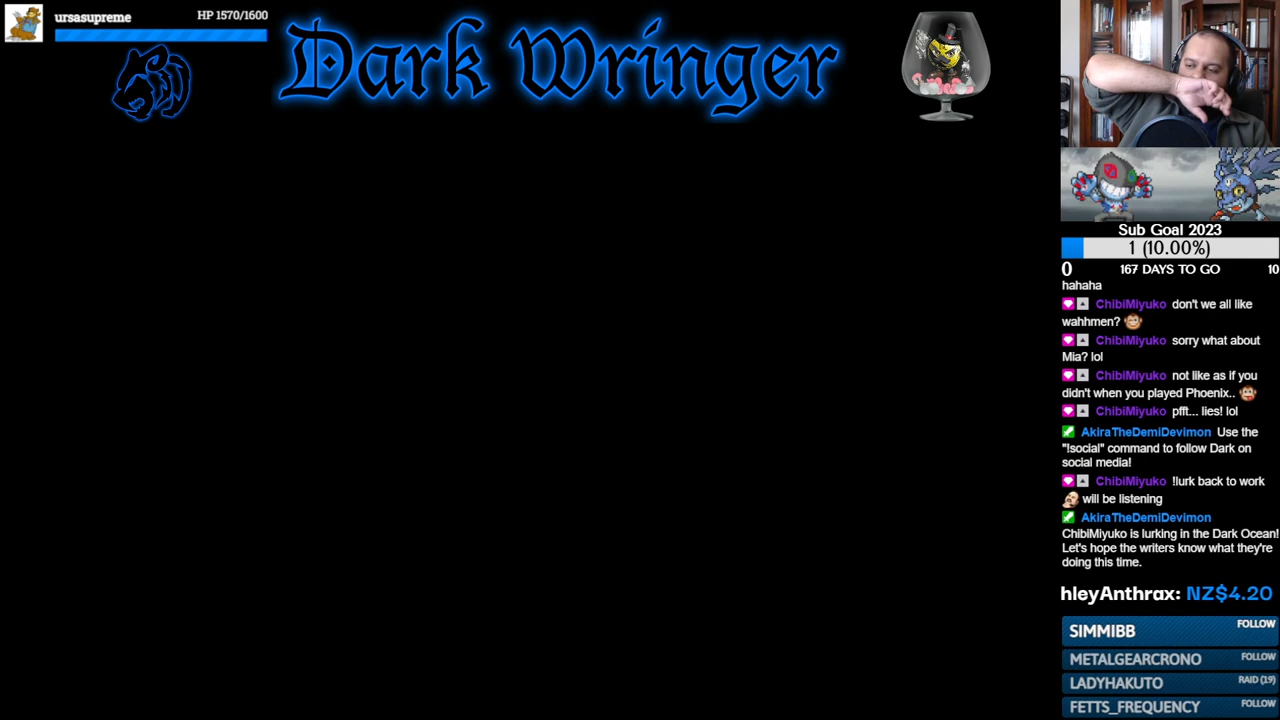 ursasupreme
HP 1570/1600
Dark Wringer
Sub Goal 2023
1 (10.00%)
0
167 DAYS TO GO
10
hahaha
ChibiMiyuko don't we all like
wahhmen?
ChibiMiyuko sorry what about
Mia? lol
ChibiMiyuko not like as if you
didn't when you played Phoenix..
ChibiMiyuko pfft... lies! lol
AkiraTheDemiDevimon Use the
"!social" command to follow Dark on
social media!
ChibiMiyuko !lurk back to work
will be listening
AkiraTheDemiDevimon
ChibiMiyuko is lurking in the Dark Ocean!
Let's hope the writers know what they're
doing this time.
hleyAnthrax: NZ$4.20
SIMMIBB FOLLOW
METALGEARCRONO FOLLOW
LADYHAKUTO RAID (19)
FETTS_FREQUENCY FOLLOW